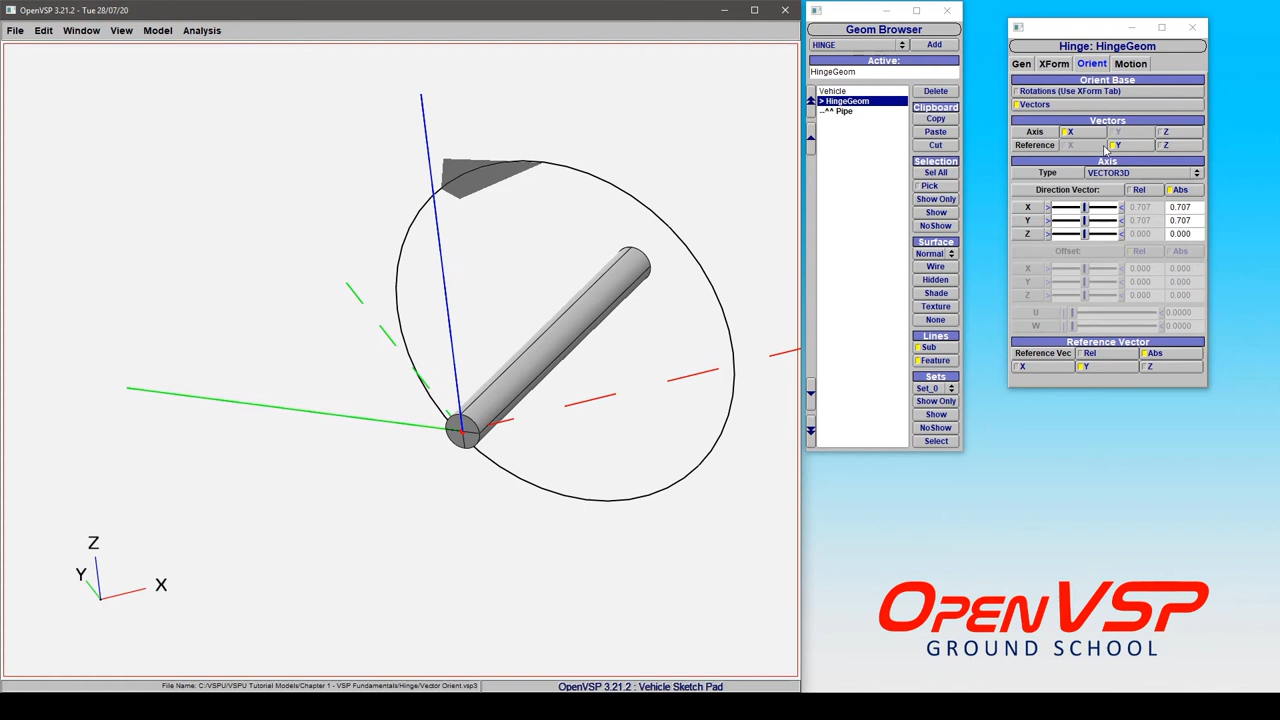 OpenVSP 3.21.2 - Tue 28/07/20
File Edit Window View Model Analysis
Z
Y
X
File Name: C:/VSPU/VSPU Tutorial Models/Chapter 1 - VSP Fundamentals/Hinge/Vector Orient.vsp3
OpenVSP 3.21.2 : Vehicle Sketch Pad
Geom Browser
HINGE Add
Active:
HingeGeom
Vehicle
> HingeGeom
--^^ Pipe
Delete
Clipboard
Copy
Paste
Cut
Selection
Sel All
Pick
Show Only
Show
NoShow
Surface
Normal
Wire
Hidden
Shade
Texture
None
Lines
Sub
Feature
Sets
Set_0
Show Only
Show
NoShow
Select
Hinge: HingeGeom
Gen XForm Orient Motion
Orient Base
Rotations (Use XForm Tab)
Vectors
Vectors
Axis X Y Z
Reference X Y Z
Axis
Type VECTOR3D
Direction Vector: Rel Abs
X > < 0.707 0.707
Y > < 0.707 0.707
Z > < 0.000 0.000
Offset: Rel Abs
X > < 0.000 0.000
Y > < 0.000 0.000
Z > < 0.000 0.000
U < 0.0000
W < 0.0000
Reference Vector
Reference Vec Rel Abs
X Y Z
OPENVSP
GROUND SCHOOL